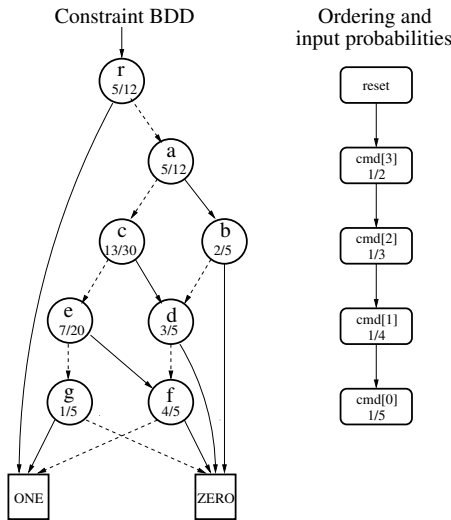 Constraint BDD
Ordering and
input probabilities
r
5/12
reset
a
5/12
cmd[3]
1/2
c
13/30
b
2/5
cmd[2]
1/3
e
7/20
d
3/5
cmd[1]
1/4
g
1/5
f
4/5
cmd[0]
1/5
ONE
ZERO